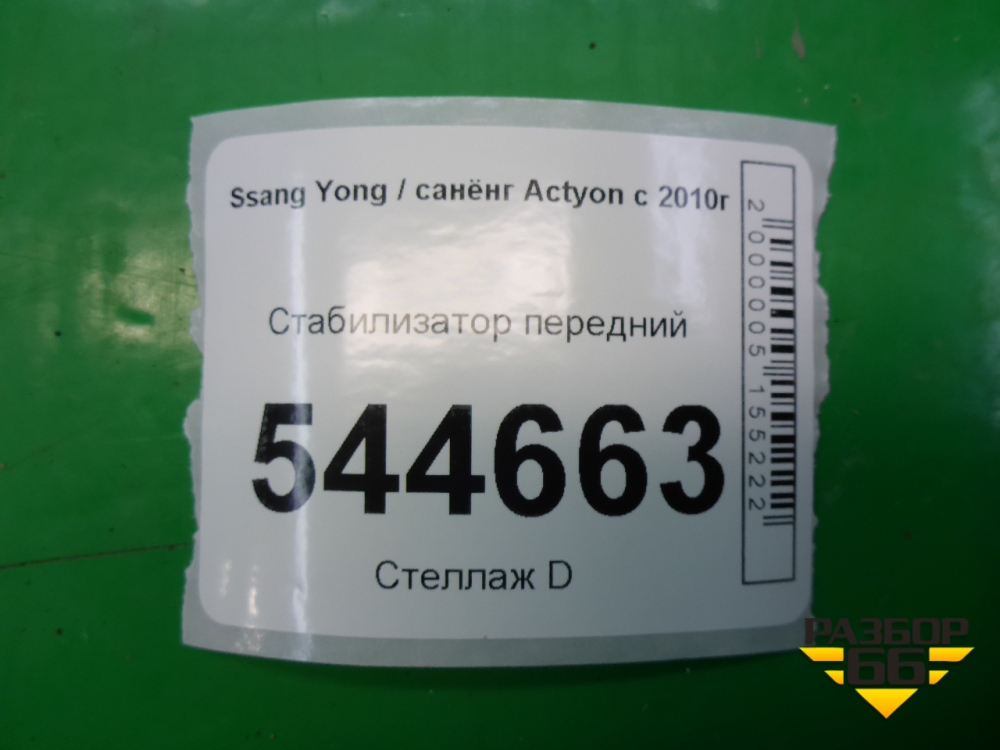 Ssang Yong / санёнг Actyon с 2010г
Стабилизатор передний
544663
Стеллаж D
2000005155222
РАЗБОР
66